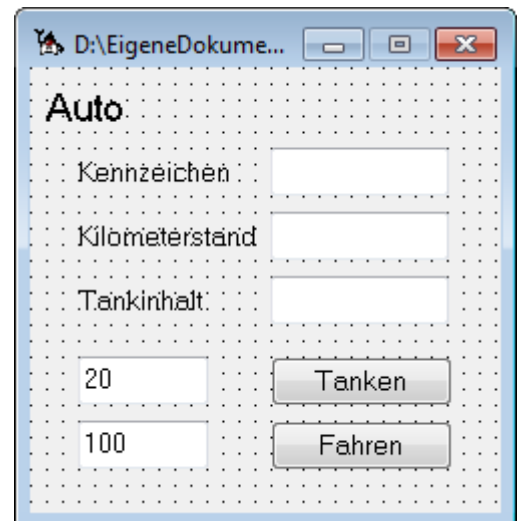 D:\EigeneDokume...
Auto
Kennzeichen
Kilometerstand
Tankinhalt
20 Tanken
100 Fahren